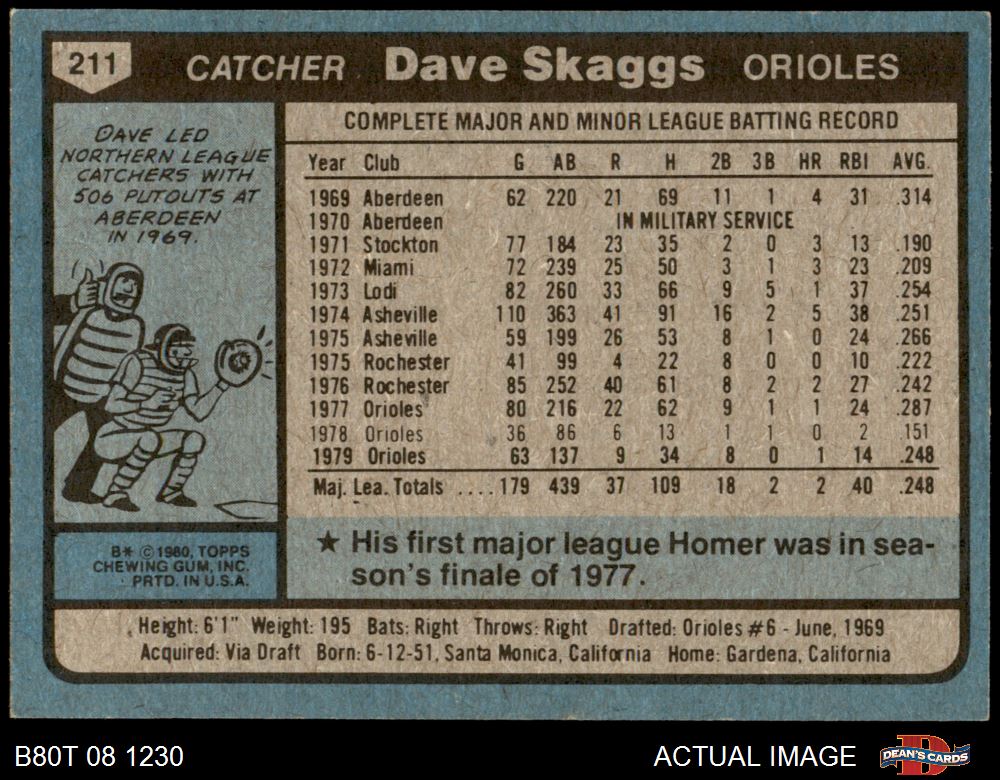 211 CATCHER Dave Skaggs ORIOLES
DAVE LED
NORTHERN LEAGUE
CATCHERS WITH
506 PUTOUTS AT
ABERDEEN
IN 1969.
COMPLETE MAJOR AND MINOR LEAGUE BATTING RECORD
Year Club G AB R H 2B 3B HR RBI AVG.
1969 Aberdeen 62 220 21 69 11 1 4 31 .314
1970 Aberdeen IN MILITARY SERVICE
1971 Stockton 77 184 23 35 2 0 3 13 .190
1972 Miami 72 239 25 50 3 1 3 23 .209
1973 Lodi 82 260 33 66 9 5 1 37 .254
1974 Asheville 110 363 41 91 16 2 5 38 .251
1975 Asheville 59 199 26 53 8 1 0 24 .266
1975 Rochester 41 99 4 22 8 0 0 10 .222
1976 Rochester 85 252 40 61 8 2 2 27 .242
1977 Orioles 80 216 22 62 9 1 1 24 .287
1978 Orioles 36 86 6 13 1 1 0 2 .151
1979 Orioles 63 137 9 34 8 0 1 14 .248
Maj. Lea. Totals ....179 439 37 109 18 2 2 40 .248
★ His first major league Homer was in sea-
son's finale of 1977.
B* © 1980, TOPPS
CHEWING GUM, INC.
PRTD. IN U.S.A.
Height: 6'1" Weight: 195 Bats: Right Throws: Right Drafted: Orioles #6 - June, 1969
Acquired: Via Draft Born: 6-12-51, Santa Monica, California Home: Gardena, California
B80T 08 1230
ACTUAL IMAGE
DEAN'S CARDS